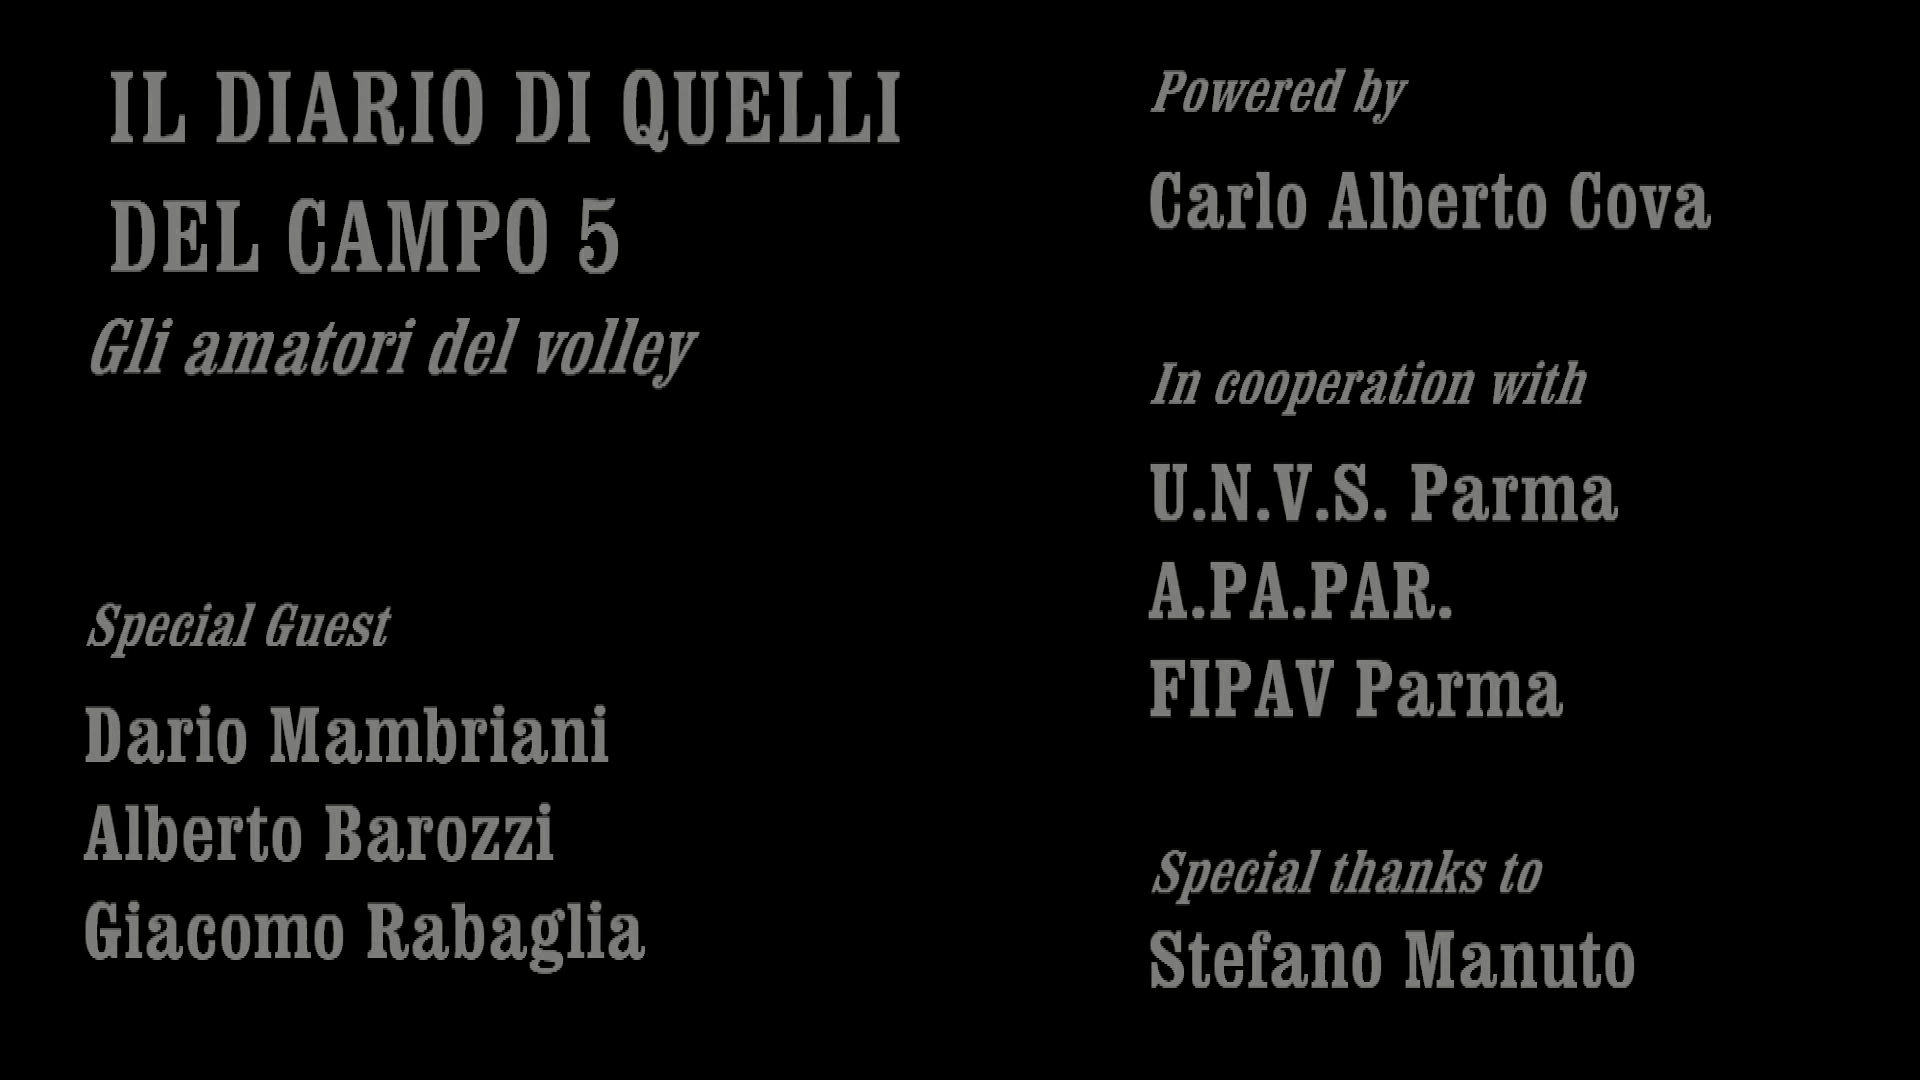 IL DIARIO DI QUELLI
DEL CAMPO 5
Gli amatori del volley
Special Guest
Dario Mambriani
Alberto Barozzi
Giacomo Rabaglia
Powered by
Carlo Alberto Cova
In cooperation with
U.N.V.S. Parma
A.PA.PAR.
FIPAV Parma
Special thanks to
Stefano Manuto